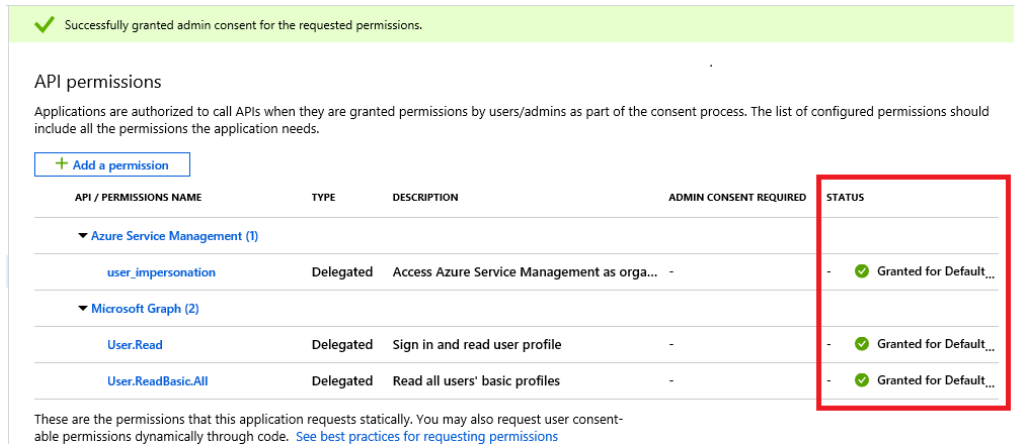 Successfully granted admin consent for the requested permissions.
API permissions
Applications are authorized to call APIs when they are granted permissions by users/admins as part of the consent process. The list of configured permissions should
include all the permissions the application needs.
+ Add a permission
API / PERMISSIONS NAME TYPE DESCRIPTION ADMIN CONSENT REQUIRED STATUS
Azure Service Management (1)
user_impersonation Delegated Access Azure Service Management as orga... - - Granted for Default...
Microsoft Graph (2)
User.Read Delegated Sign in and read user profile - - Granted for Default...
User.ReadBasic.All Delegated Read all users' basic profiles - - Granted for Default...
These are the permissions that this application requests statically. You may also request user consent-
able permissions dynamically through code. See best practices for requesting permissions